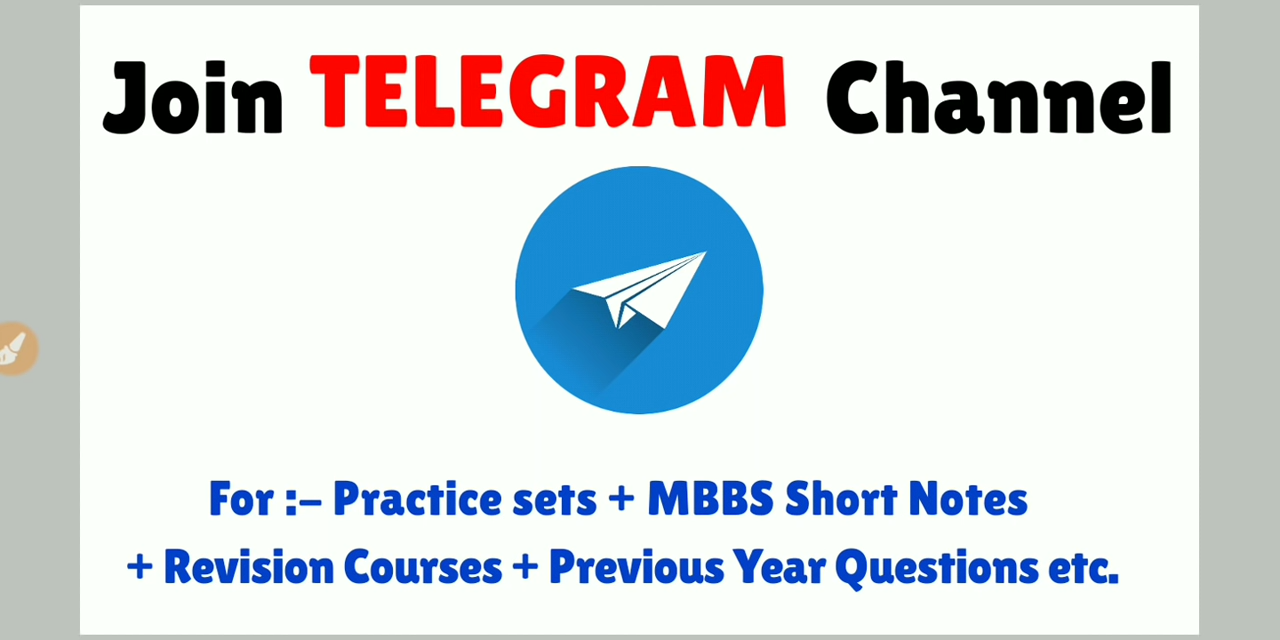 Join TELEGRAM Channel
For :- Practice sets + MBBS Short Notes
+ Revision Courses + Previous Year Questions etc.